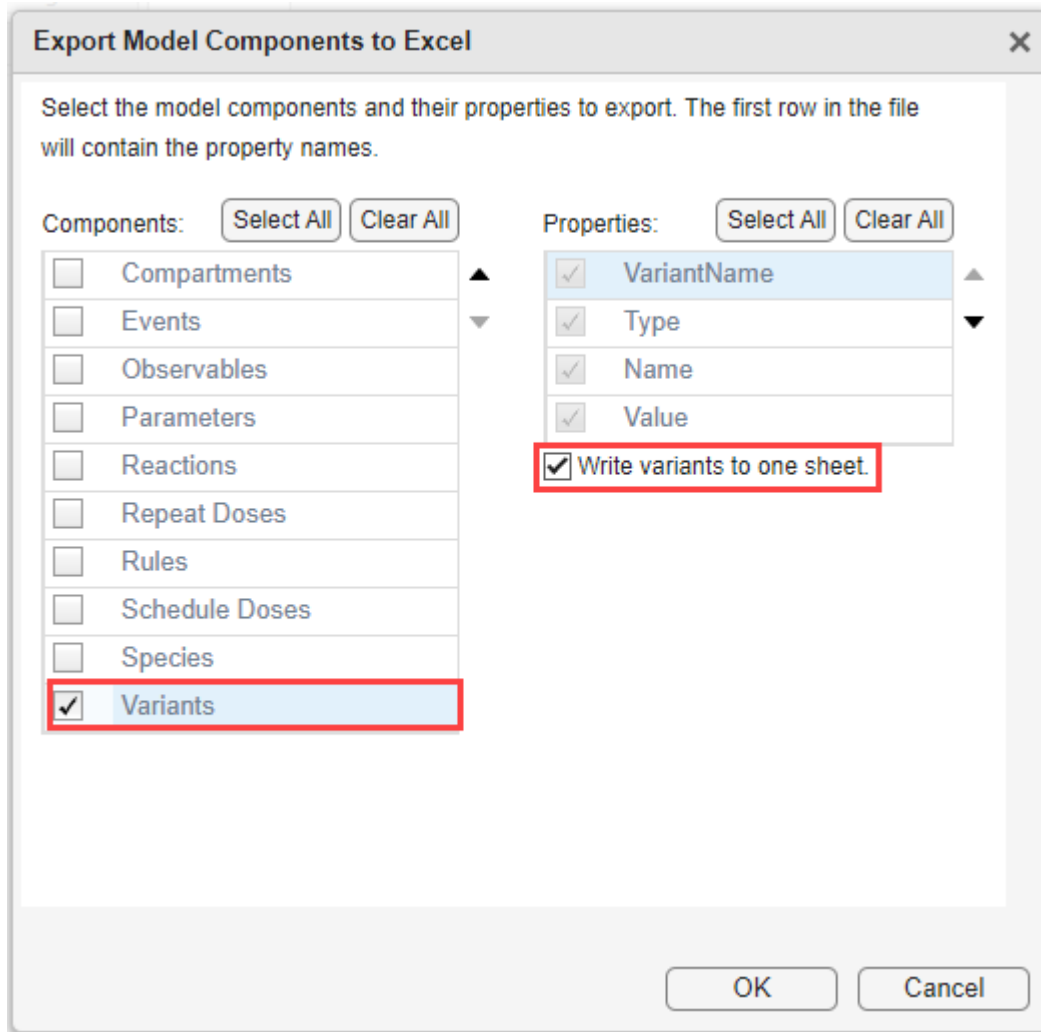 Export Model Components to Excel
Select the model components and their properties to export. The first row in the file
will contain the property names.
Components:
Select All
Clear All
Compartments
Events
Observables
Parameters
Reactions
Repeat Doses
Rules
Schedule Doses
Species
Variants
Properties:
Select All
Clear All
VariantName
Type
Name
Value
Write variants to one sheet.
OK
Cancel